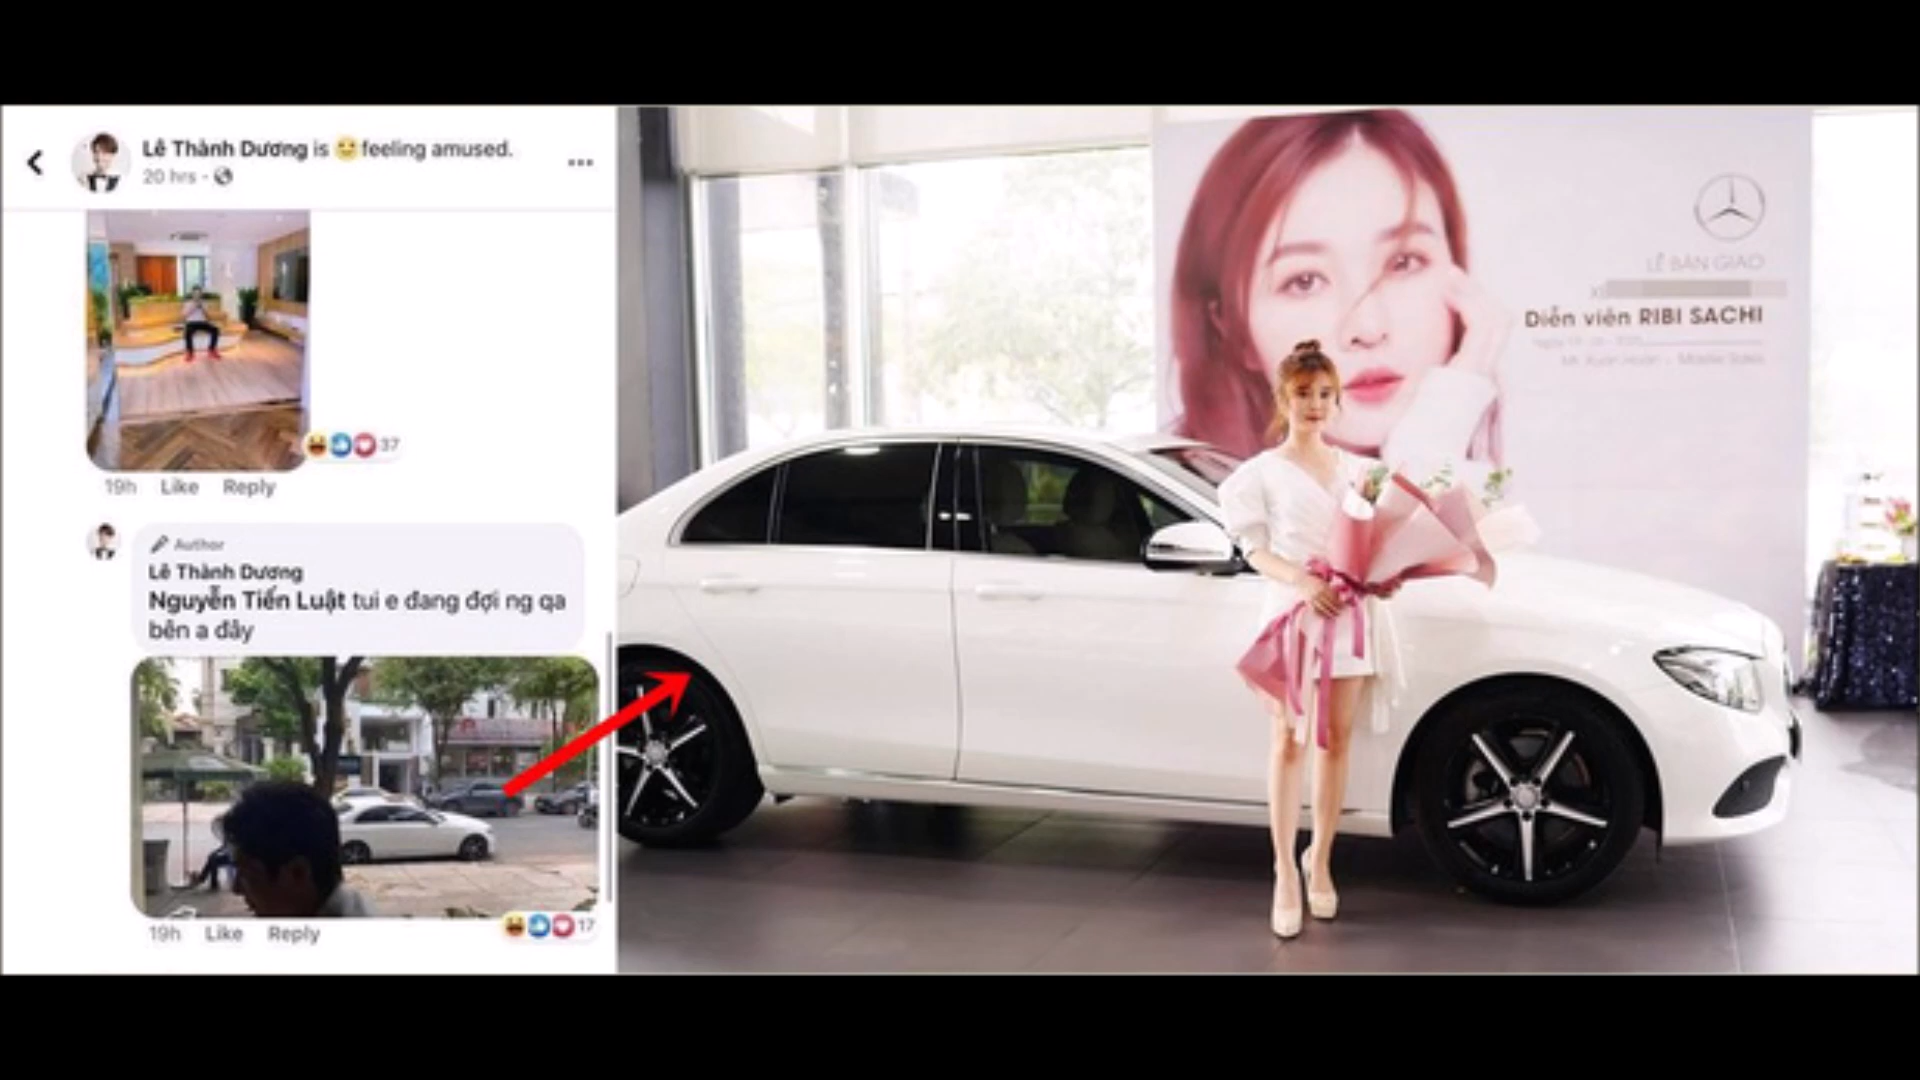 Lê Thành Dương is feeling amused.
20 hrs
37
19h Like Reply
Author
Lê Thành Dương
Nguyễn Tiến Luật tui e đang đợi ng qa
bên a đây
19h Like Reply
17
LỄ BÀN GIAO
Diễn viên RIBI SACHI